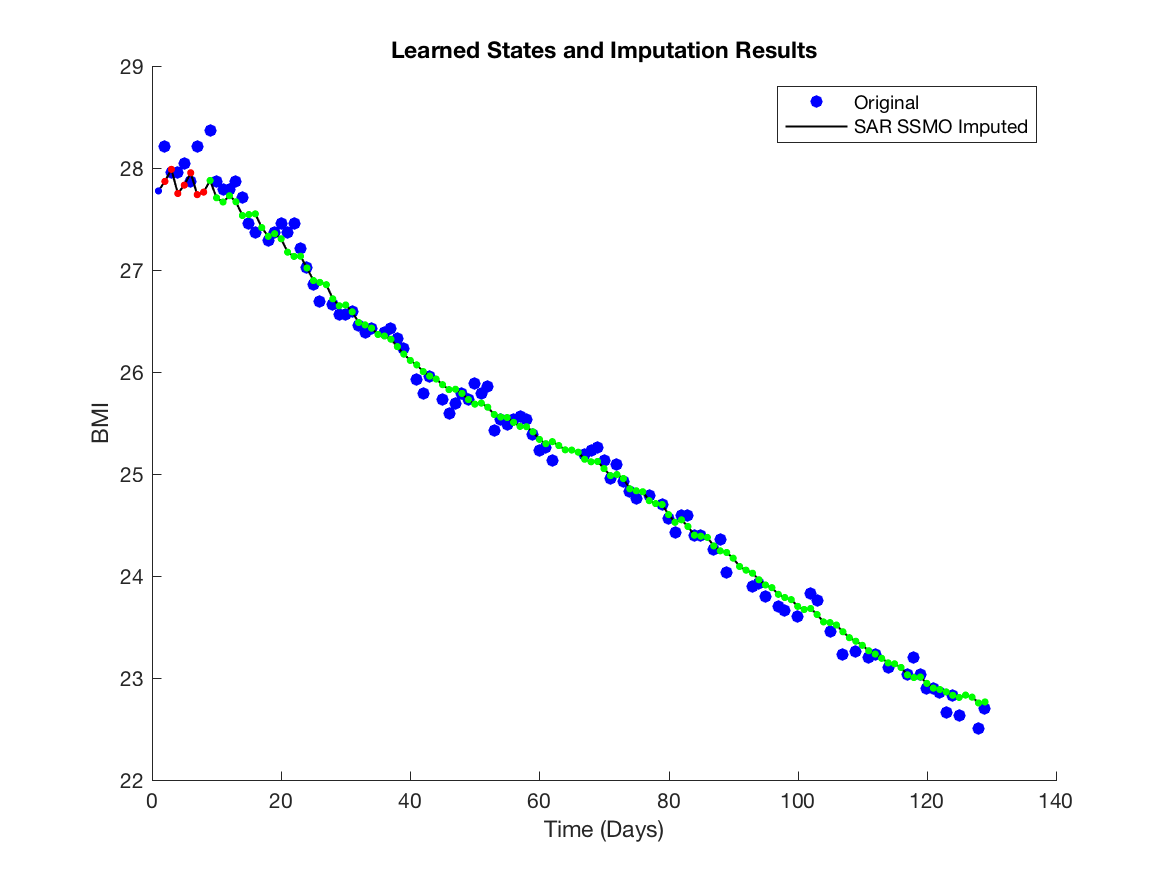 Learned States and Imputation Results
Original
SAR SSMO Imputed
BMI
29
28
27
26
25
24
23
22
0 20 40 60 80 100 120 140
Time (Days)